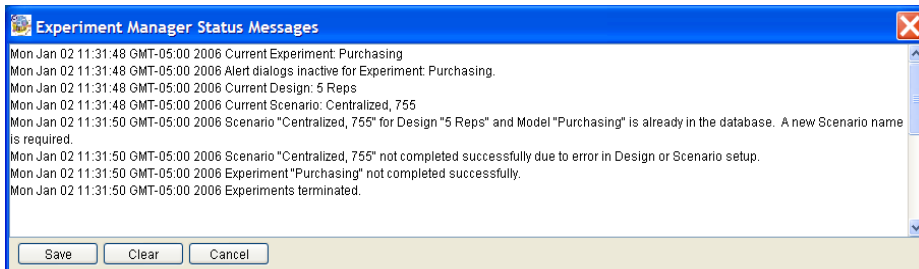 Experiment Manager Status Messages
Mon Jan 02 11:31:48 GMT-05:00 2006 Current Experiment: Purchasing
Mon Jan 02 11:31:48 GMT-05:00 2006 Alert dialogs inactive for Experiment: Purchasing.
Mon Jan 02 11:31:48 GMT-05:00 2006 Current Design: 5 Reps
Mon Jan 02 11:31:48 GMT-05:00 2006 Current Scenario: Centralized, 755
Mon Jan 02 11:31:50 GMT-05:00 2006 Scenario "Centralized, 755" for Design "5 Reps" and Model "Purchasing" is already in the database.  A new Scenario name
is required.
Mon Jan 02 11:31:50 GMT-05:00 2006 Scenario "Centralized, 755" not completed successfully due to error in Design or Scenario setup.
Mon Jan 02 11:31:50 GMT-05:00 2006 Experiment "Purchasing" not completed successfully.
Mon Jan 02 11:31:50 GMT-05:00 2006 Experiments terminated.
Save Clear Cancel